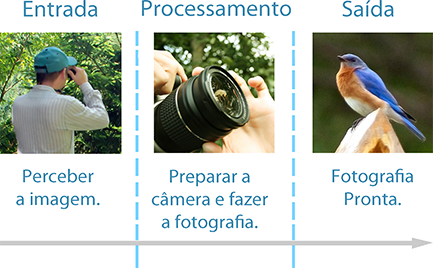 Entrada
Processamento
Saída
Perceber
a imagem.
Preparar a
câmera e fazer
a fotografia.
Fotografia
Pronta.